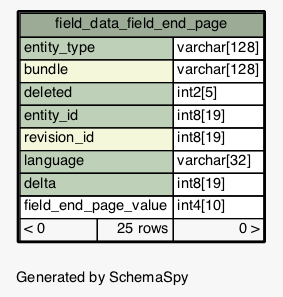 field_data_field_end_page
entity_type varchar[128]
bundle varchar[128]
deleted int2[5]
entity_id int8[19]
revision_id int8[19]
language varchar[32]
delta int8[19]
field_end_page_value int4[10]
< 0 25 rows 0 >
Generated by SchemaSpy